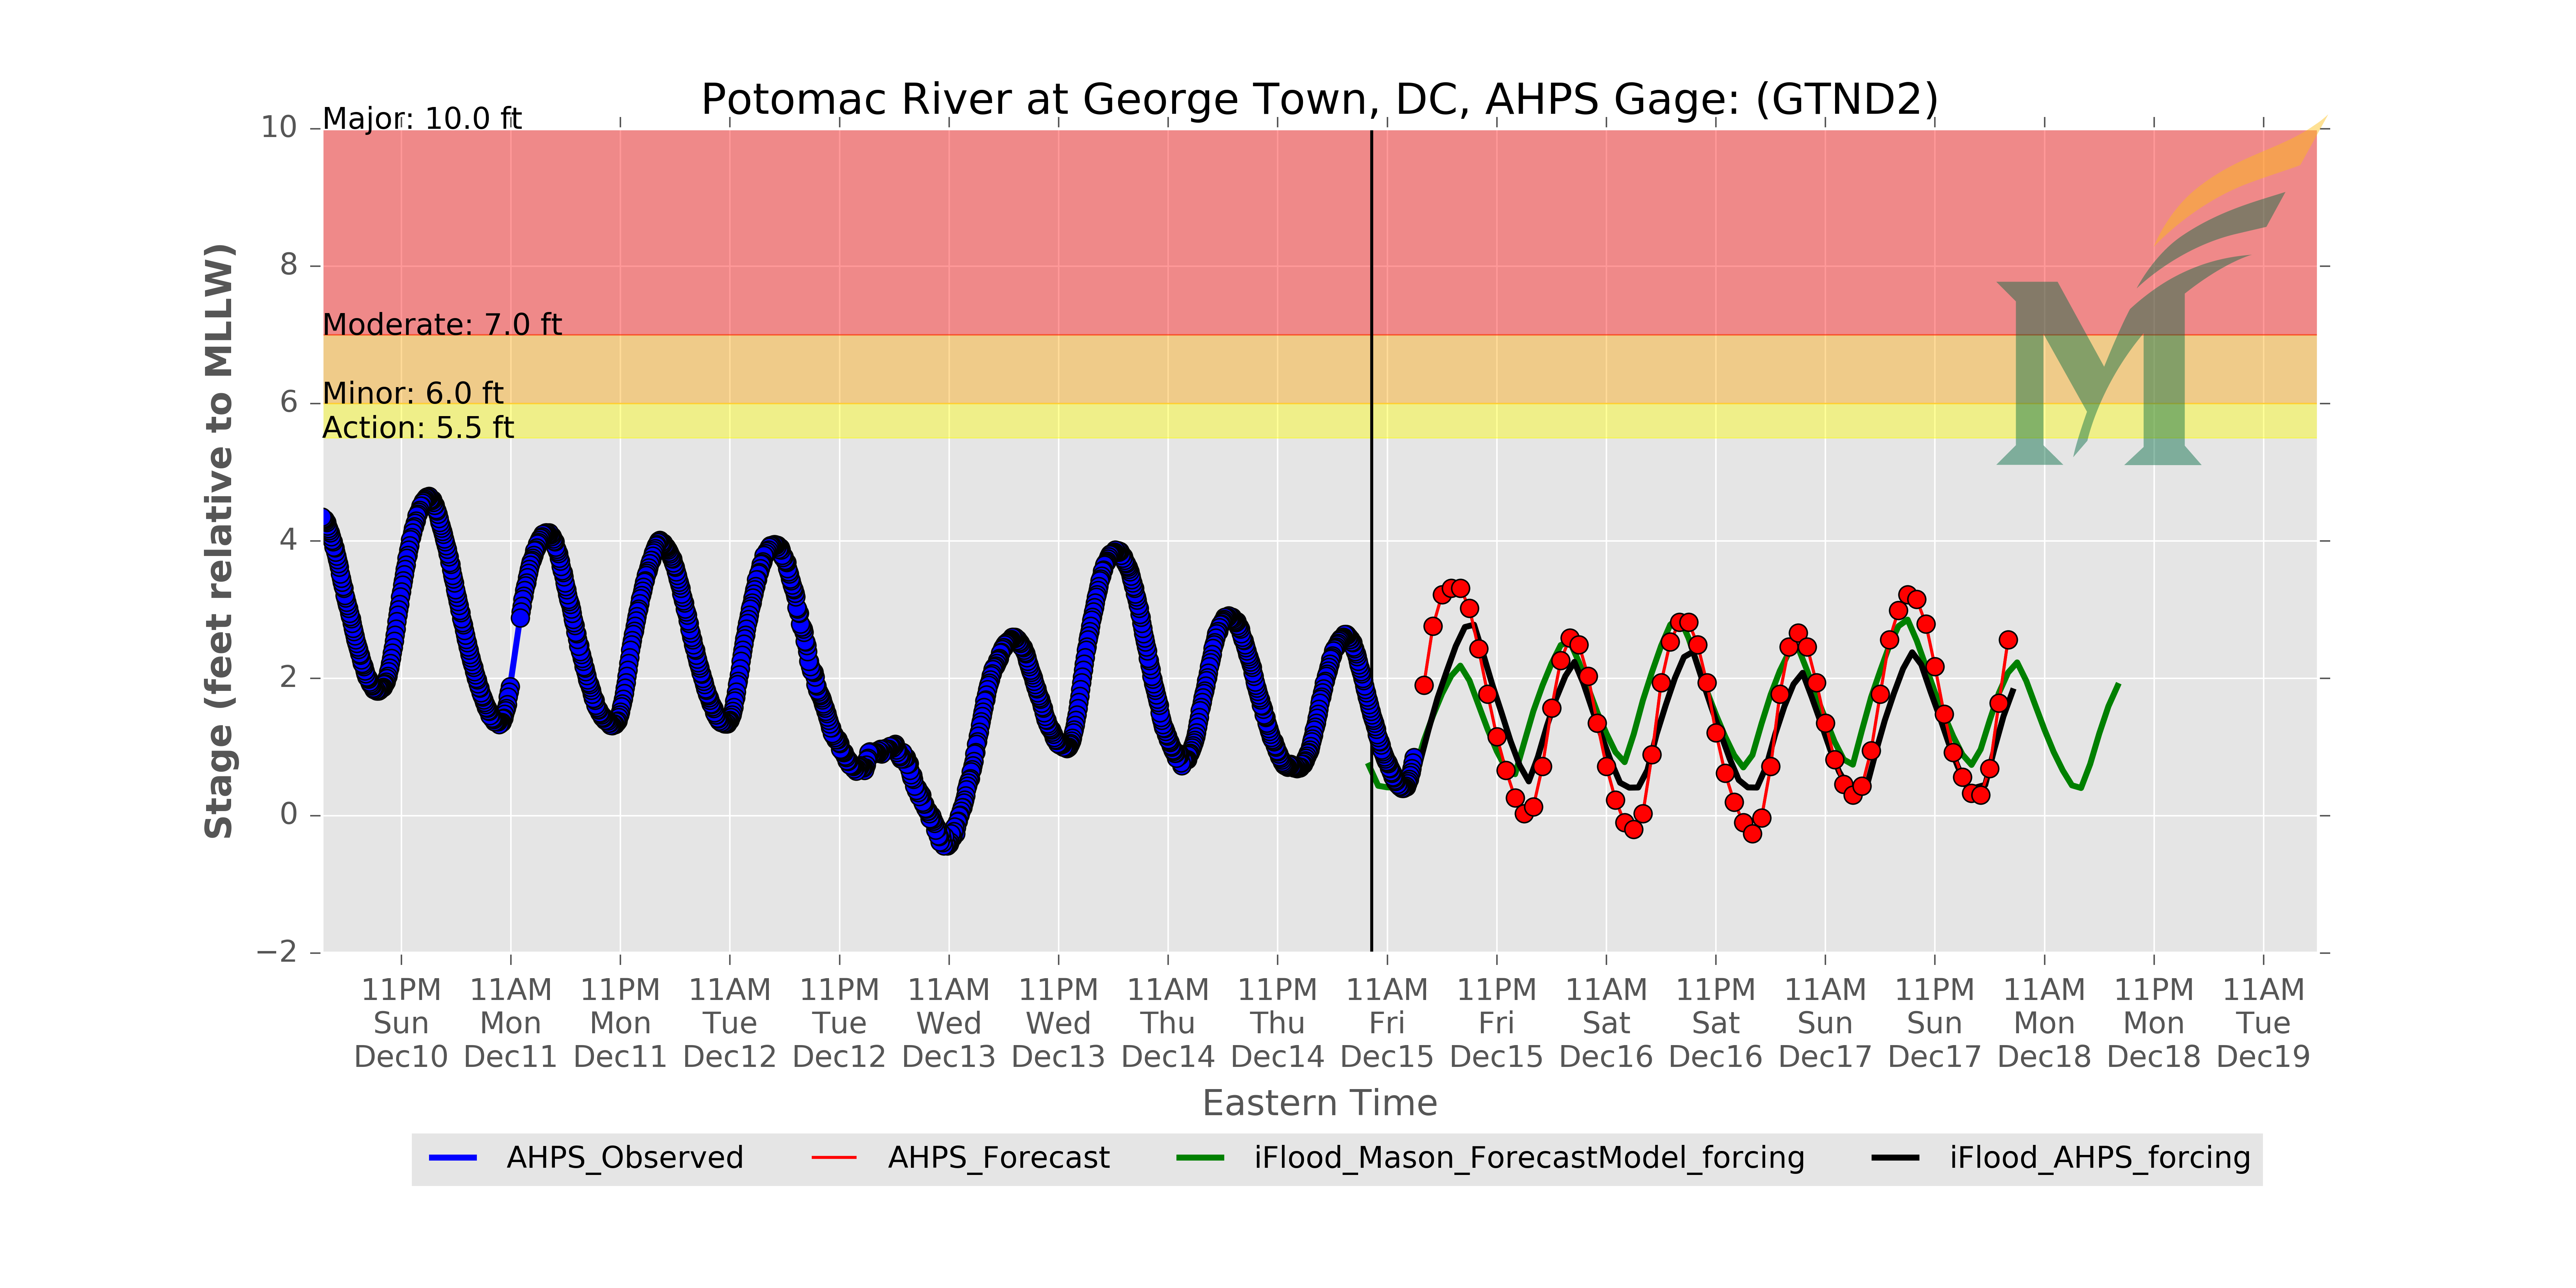 Potomac River at George Town, DC, AHPS Gage: (GTND2)
Major: 10.0 ft
Moderate: 7.0 ft
Minor: 6.0 ft
Action: 5.5 ft
Stage (feet relative to MLLW)
10
8
6
4
2
0
−2
11PM 11AM 11PM 11AM 11PM 11AM 11PM 11AM 11PM 11AM 11PM 11AM 11PM 11AM 11PM 11AM 11PM 11AM
Sun Mon Mon Tue Tue Wed Wed Thu Thu Fri Fri Sat Sat Sun Sun Mon Mon Tue
Dec10 Dec11 Dec11 Dec12 Dec12 Dec13 Dec13 Dec14 Dec14 Dec15 Dec15 Dec16 Dec16 Dec17 Dec17 Dec18 Dec18 Dec19
Eastern Time
AHPS_Observed AHPS_Forecast iFlood_Mason_ForecastModel_forcing iFlood_AHPS_forcing